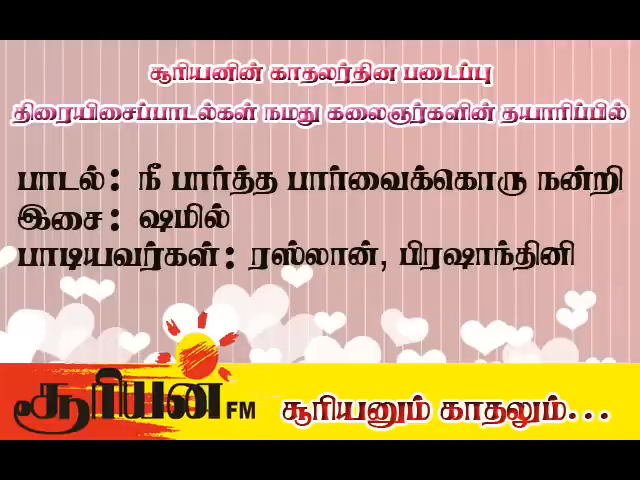 சூரியனின் காதலர்தின படைப்பு
திரையிசைப்பாடல்கள் நமது கலைஞர்களின் தயாரிப்பில்
பாடல்: நீ பார்த்த பார்வைக்கொரு நன்றி
இசை: ஷமில்
பாடியவர்கள்: ரஸ்லான், பிரஷாந்தினி
சூரியன் FM
சூரியனும் காதலும்...